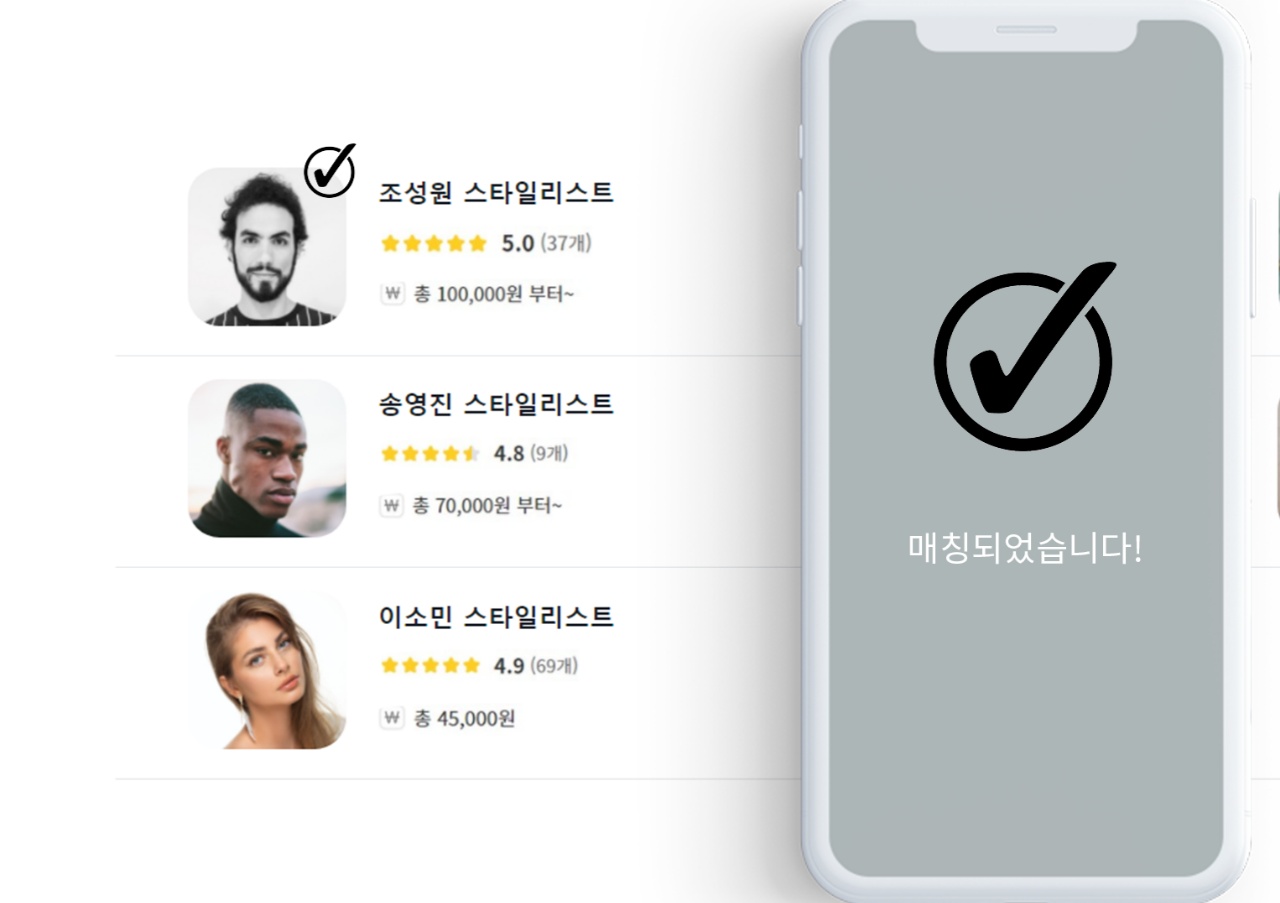 조성원 스타일리스트
5.0 (37개)
₩ 총 100,000원 부터~
송영진 스타일리스트
4.8 (9개)
₩ 총 70,000원 부터~
이소민 스타일리스트
4.9 (69개)
₩ 총 45,000원
매칭되었습니다!